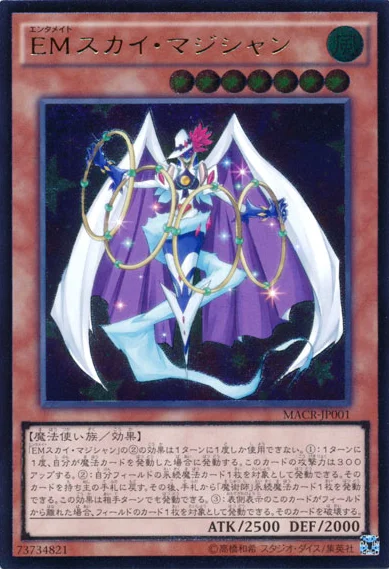 エンタメイト
EMスカイ・マジシャン
風
MACR-JP001
【魔法使い族／効果】
「EMスカイ・マジシャン」の②の効果は1ターンに1度しか使用できない。①：1ターンに
1度、自分が魔法カードを発動した場合に発動する。このカードの攻撃力は３００
アップする。②：自分フィールドの永続魔法カード1枚を対象として発動できる。その
カードを持ち主の手札に戻す。その後、手札から「魔術師」永続魔法カード1枚を発動
できる。この効果は相手ターンでも発動できる。③：表側表示のこのカードがフィールド
から離れた場合、フィールドのカード1枚を対象として発動できる。そのカードを破壊する。
ATK/2500 DEF/2000
73734821
©高橋和希 スタジオ・ダイス/集英社